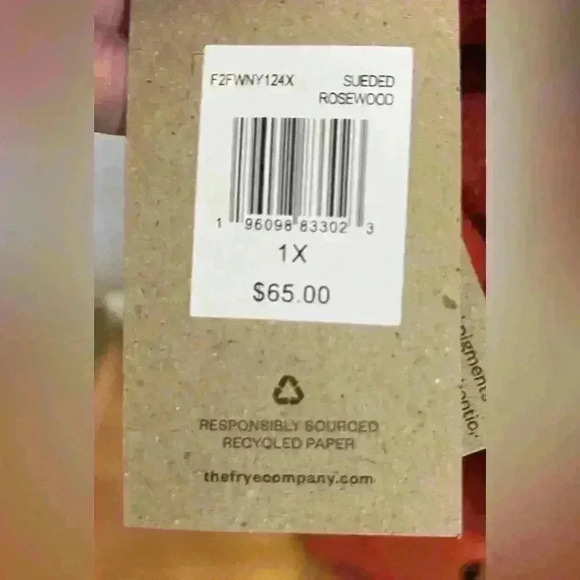 F2FWNY124X SUEDED
ROSEWOOD
1 96098 83302 3
1X
$65.00
RESPONSIBLY SOURCED
RECYCLED PAPER
thefryecompany.com